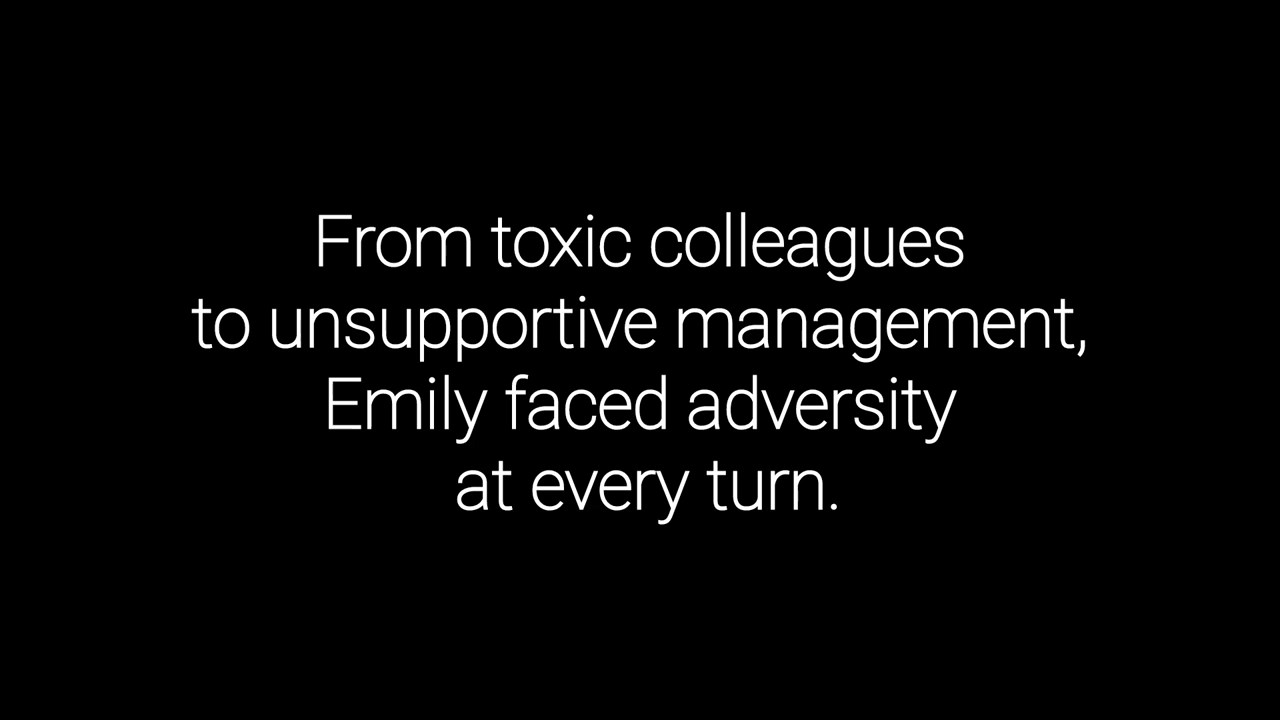 From toxic colleagues
to unsupportive management,
Emily faced adversity
at every turn.